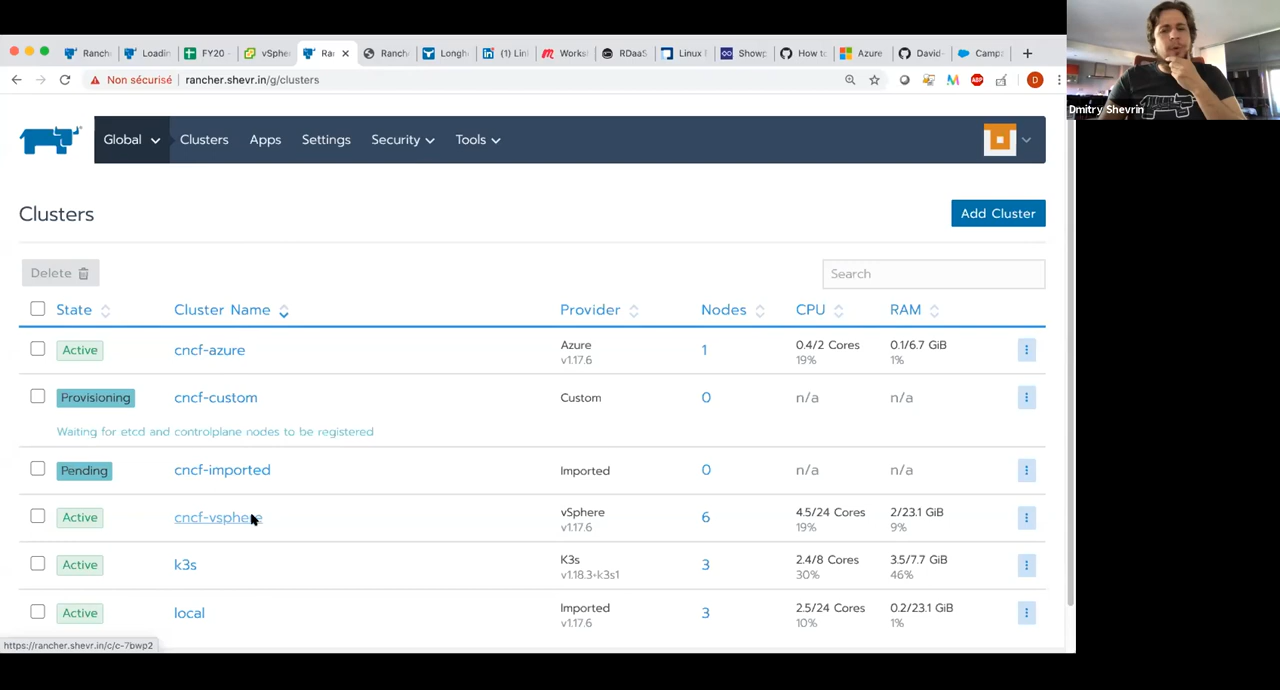 Ranch
Loadin
FY20
vSphe
Ra
Ranch
Longh
(1) Lin
Works
RDaaS
Linux
Show
How to
Azure
David-
Camp
Non sécurisé
rancher.shevr.in/g/clusters
ABP
D
Dmitry Shevrin
Global
Clusters
Apps
Settings
Security
Tools
Clusters
Add Cluster
Delete
Search
State Cluster Name Provider Nodes CPU RAM
Active cncf-azure Azure 1 0.4/2 Cores 0.1/6.7 GiB
v1.17.6 19% 1%
Provisioning cncf-custom Custom 0 n/a n/a
Waiting for etcd and controlplane nodes to be registered
Pending cncf-imported Imported 0 n/a n/a
Active cncf-vsphere vSphere 6 4.5/24 Cores 2/23.1 GiB
v1.17.6 19% 9%
Active k3s K3s 3 2.4/8 Cores 3.5/7.7 GiB
v1.18.3+k3s1 30% 46%
Active local Imported 3 2.5/24 Cores 0.2/23.1 GiB
v1.17.6 10% 1%
https://rancher.shevr.in/c/c-7bwp2